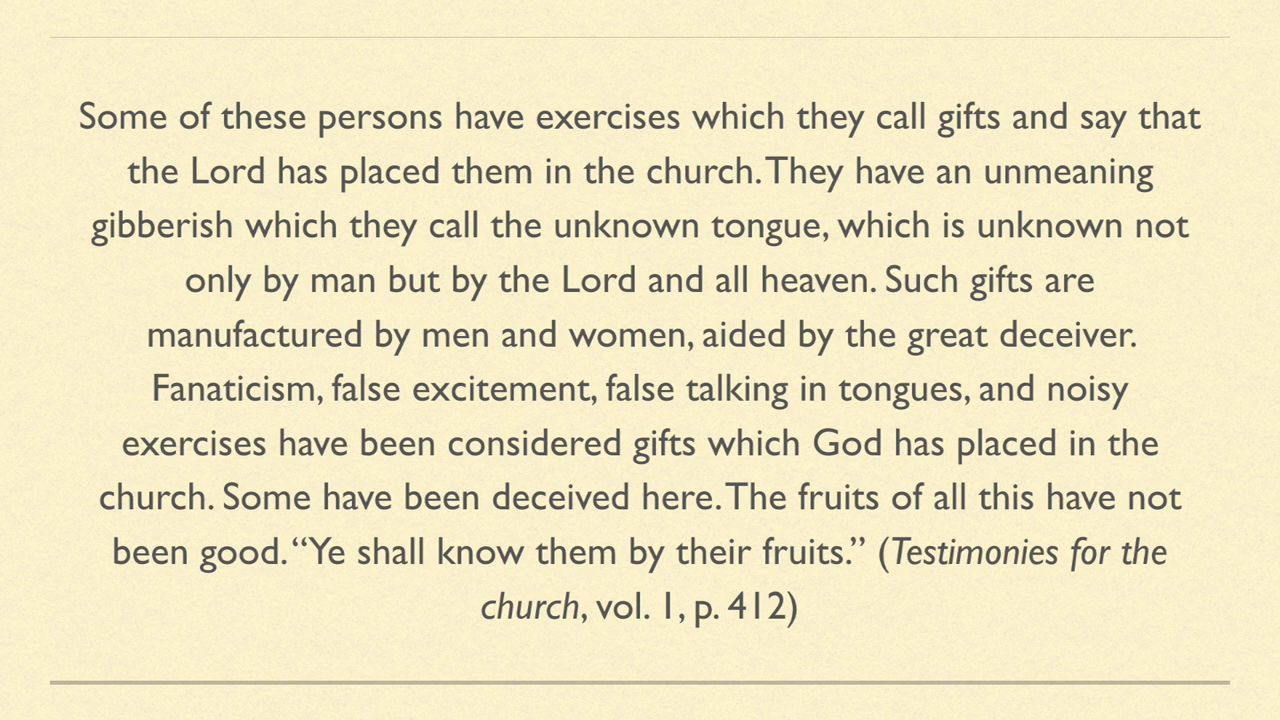 Some of these persons have exercises which they call gifts and say that
the Lord has placed them in the church. They have an unmeaning
gibberish which they call the unknown tongue, which is unknown not
only by man but by the Lord and all heaven. Such gifts are
manufactured by men and women, aided by the great deceiver.
Fanaticism, false excitement, false talking in tongues, and noisy
exercises have been considered gifts which God has placed in the
church. Some have been deceived here. The fruits of all this have not
been good. “Ye shall know them by their fruits.” (Testimonies for the
church, vol. 1, p. 412)